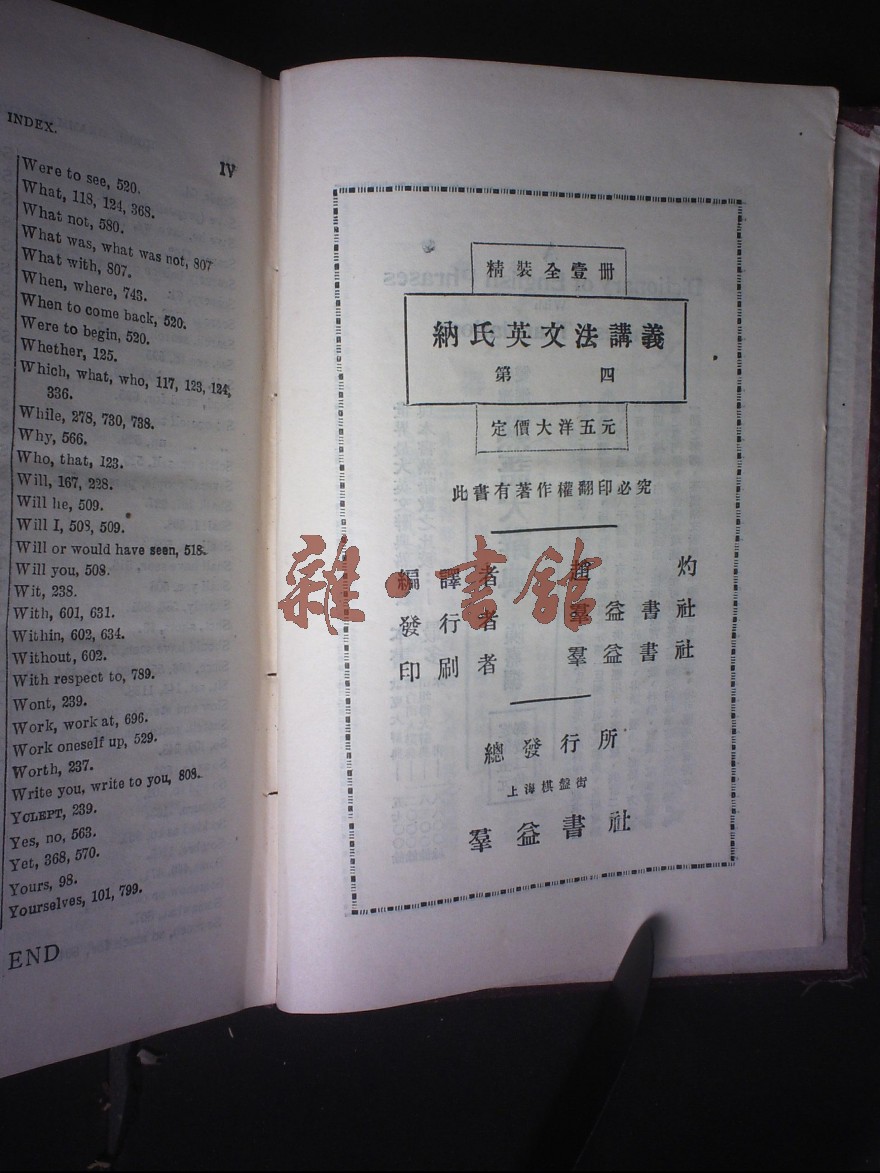 INDEX.
IV
Were to see, 520.
What, 118, 124, 368.
What not, 580.
What was, what was not, 807
What with, 807.
When, where, 743.
When to come back, 520.
Were to begin, 520.
Whether, 125.
Which, what, who, 117, 123, 124,
336.
While, 278, 730, 738.
Why, 566.
Who, that, 123.
Will, 167, 228.
Will he, 509.
Will I, 508, 509.
Will or would have seen, 518.
Will you, 508.
Wit, 238.
With, 601, 631.
Within, 602, 634.
Without, 602.
With respect to, 789.
Wont, 239.
Work, work at, 696.
Work oneself up, 529.
Worth, 237.
Write you, write to you, 808.
YCLEPT, 239.
Yes, no, 563.
Yet, 368, 570.
Yours, 98.
Yourselves, 101, 799.
END
精裝全壹冊
納氏英文法講義
第 四
定價大洋五元
此書有著作權翻印必究
編譯者 趙灼
發行者 羣益書社
印刷者 羣益書社
總發行所
上海棋盤街
羣益書社
雜·書館